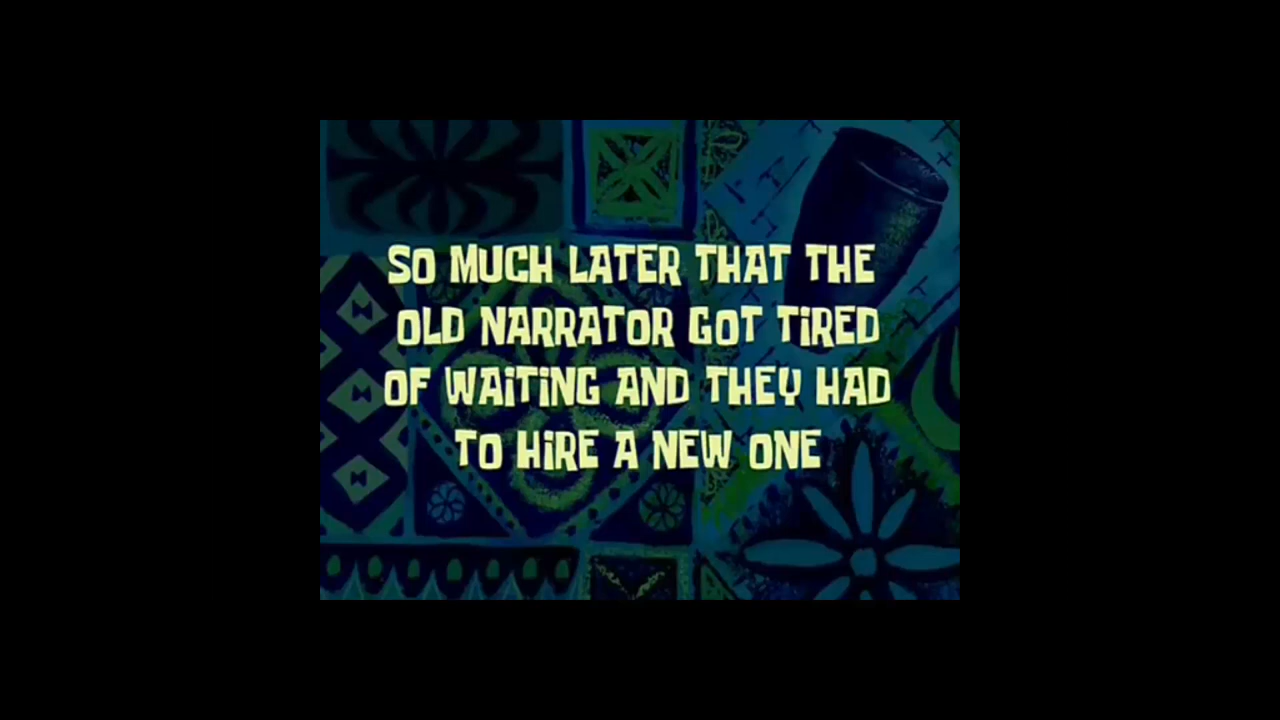 SO MUCH LATER THAT THE
OLD NARRATOR GOT TiRED
OF WAiTiNG AND THEY HAD
TO HiRE A NEW ONE